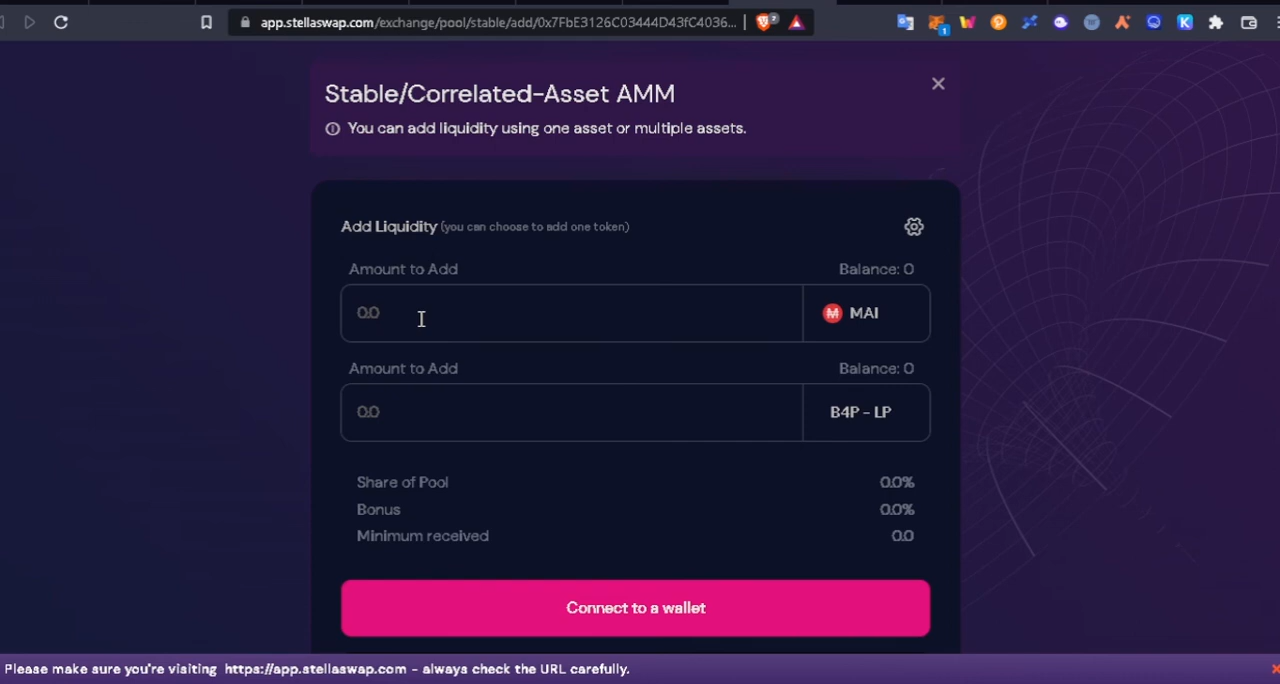 app.stellaswap.com/exchange/pool/stable/add/0x7FbE3126C03444D43fC4036...
2
1
Stable/Correlated-Asset AMM
You can add liquidity using one asset or multiple assets.
Add Liquidity (you can choose to add one token)
Amount to Add Balance: 0
0.0 MAI
Amount to Add Balance: 0
0.0 B4P - LP
Share of Pool 0.0%
Bonus 0.0%
Minimum received 0.0
Connect to a wallet
Please make sure you're visiting https://app.stellaswap.com - always check the URL carefully.